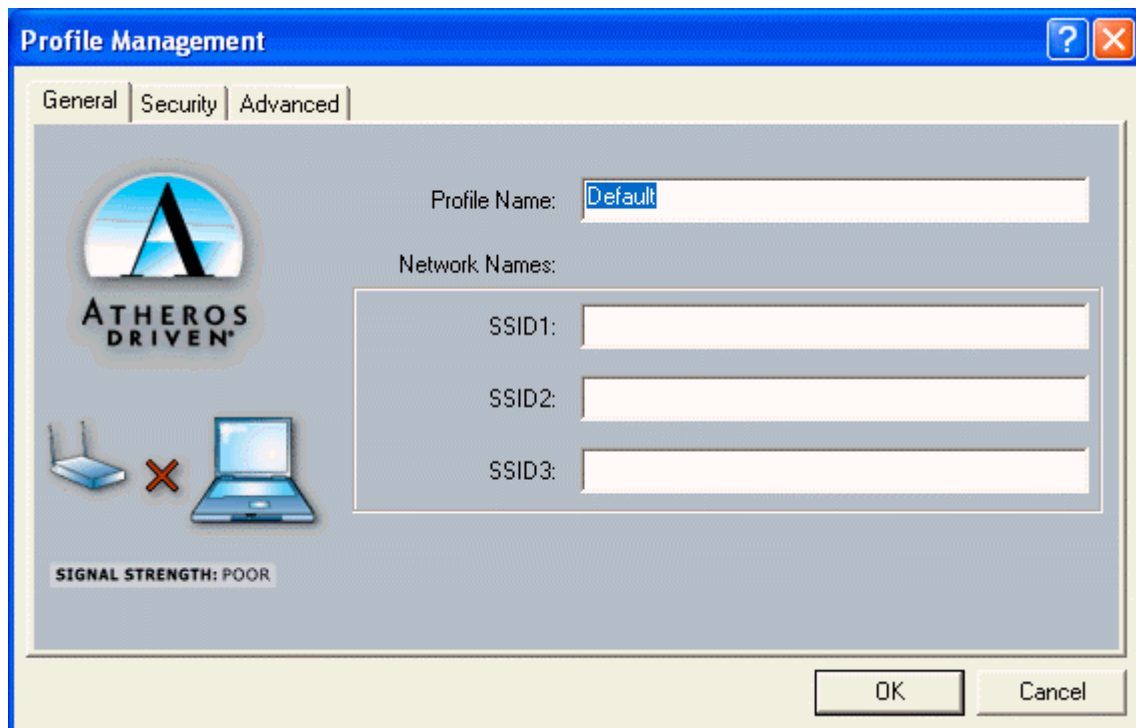 Profile Management
General Security Advanced
Profile Name: Default
Network Names:
SSID1:
SSID2:
SSID3:
ATHEROS
DRIVEN®
SIGNAL STRENGTH: POOR
OK Cancel